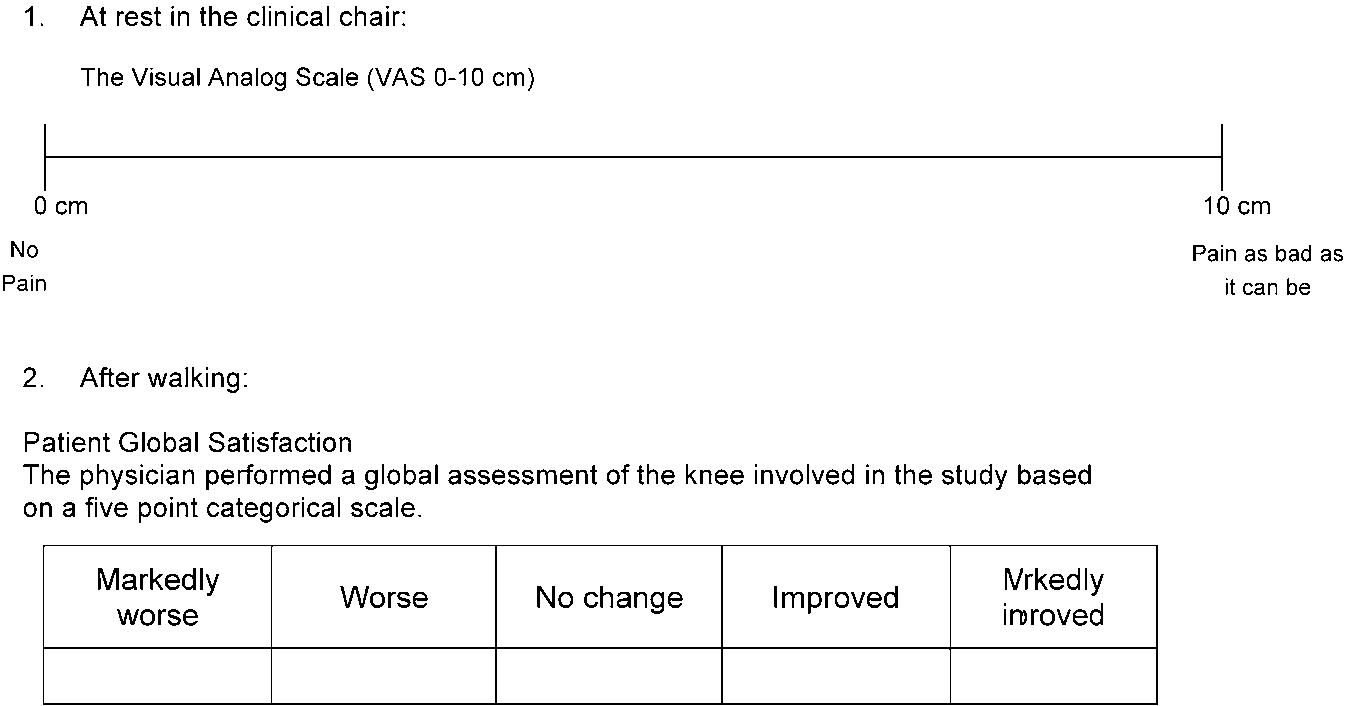 1. At rest in the clinical chair:
The Visual Analog Scale (VAS 0-10 cm)
0 cm
10 cm
No
Pain
Pain as bad as
it can be
2. After walking:
Patient Global Satisfaction
The physician performed a global assessment of the knee involved in the study based
on a five point categorical scale.
Markedly
worse
Worse
No change
Improved
Mrkedly
inroved